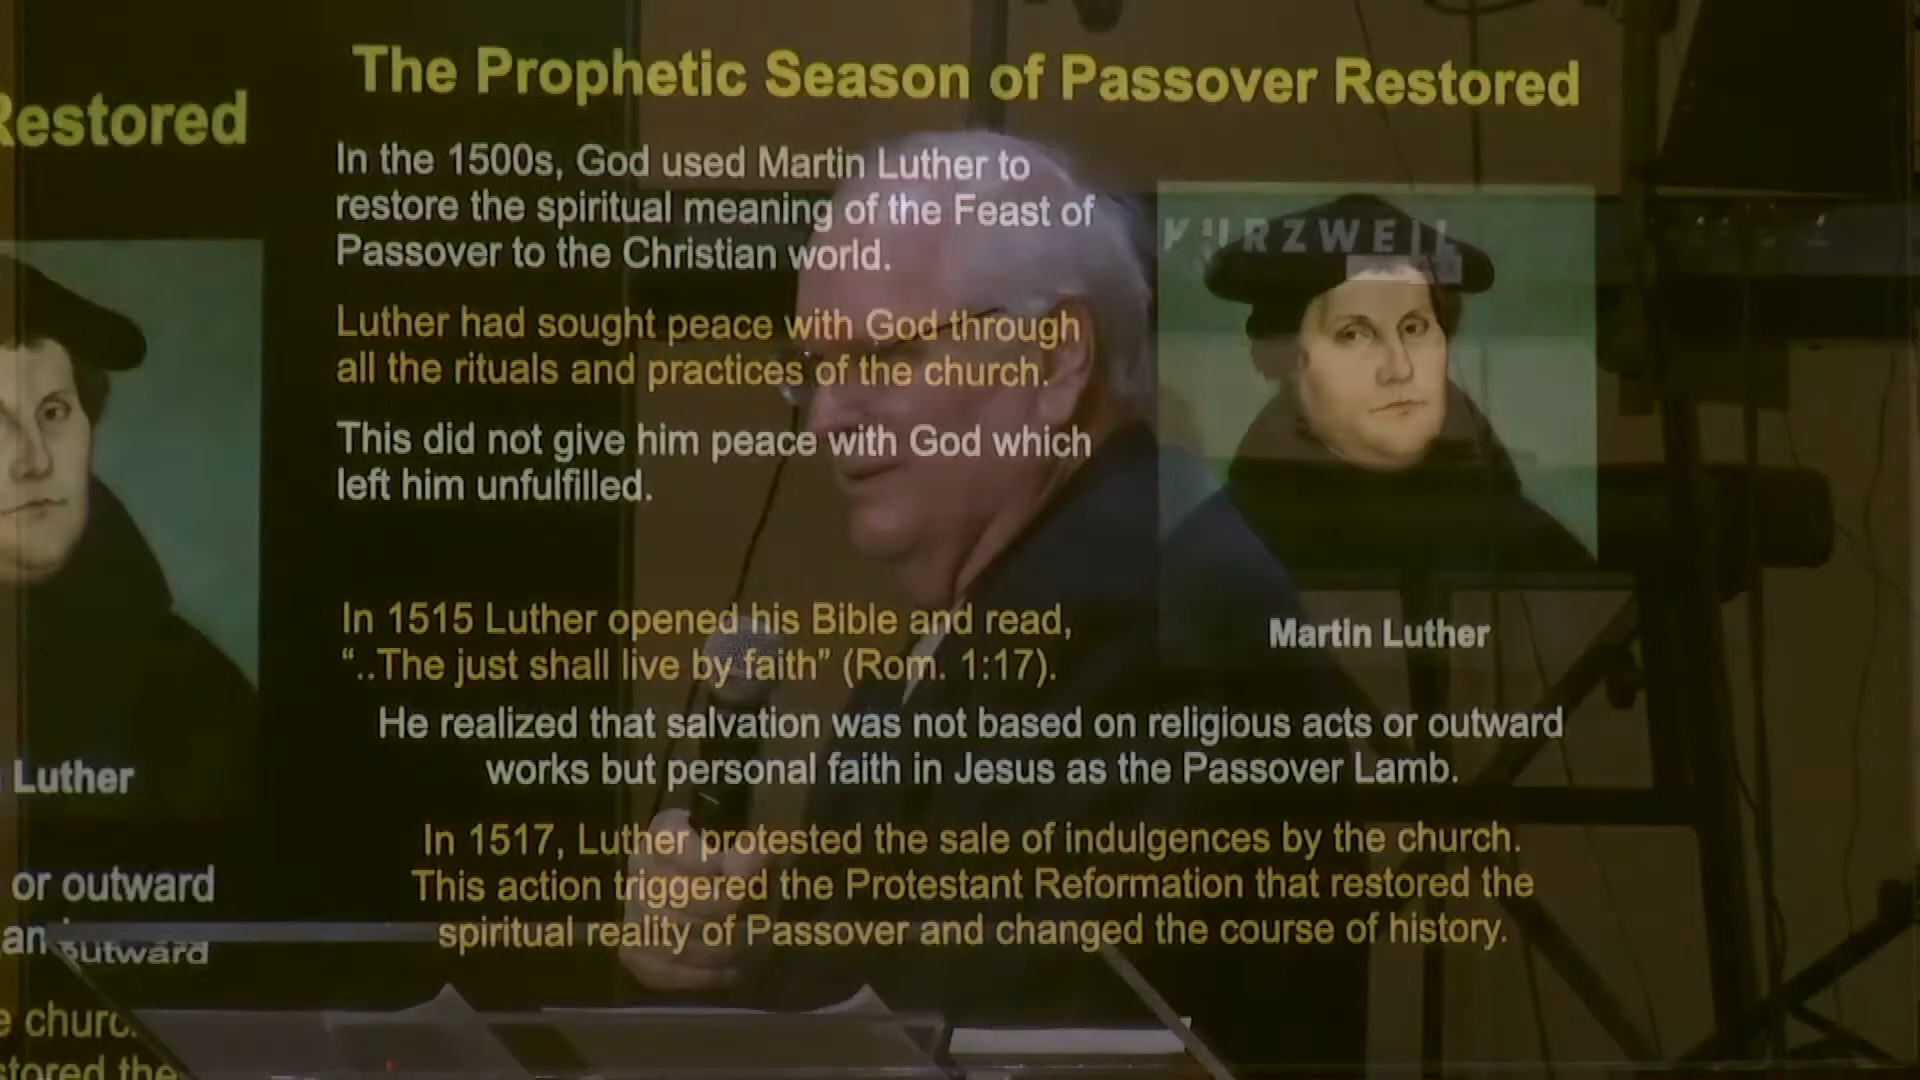 The Prophetic Season of Passover Restored
Restored
In the 1500s, God used Martin Luther to
restore the spiritual meaning of the Feast of
Passover to the Christian world.
KURZWEIL
Luther had sought peace with God through
all the rituals and practices of the church.
This did not give him peace with God which
left him unfulfilled.
In 1515 Luther opened his Bible and read,
“..The just shall live by faith” (Rom. 1:17).
Martin Luther
He realized that salvation was not based on religious acts or outward
works but personal faith in Jesus as the Passover Lamb.
Luther
In 1517, Luther protested the sale of indulgences by the church.
This action triggered the Protestant Reformation that restored the
spiritual reality of Passover and changed the course of history.
or outward
outward
e churc
stored the